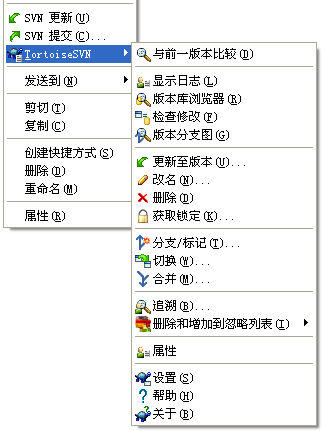 SVN 更新(U)
SVN 提交(C)...
TortoiseSVN
发送到(N)
剪切(T)
复制(C)
创建快捷方式(S)
删除(D)
重命名(M)
属性(R)
与前一版本比较(D)
显示日志(L)
版本库浏览器(R)
检查修改(F)
版本分支图(G)
更新至版本(U)...
改名(N)...
删除(D)
获取锁定(K)...
分支/标记(T)...
切换(W)...
合并(M)...
追溯(B)...
删除和增加到忽略列表(I)
属性
设置(S)
帮助(H)
关于(B)